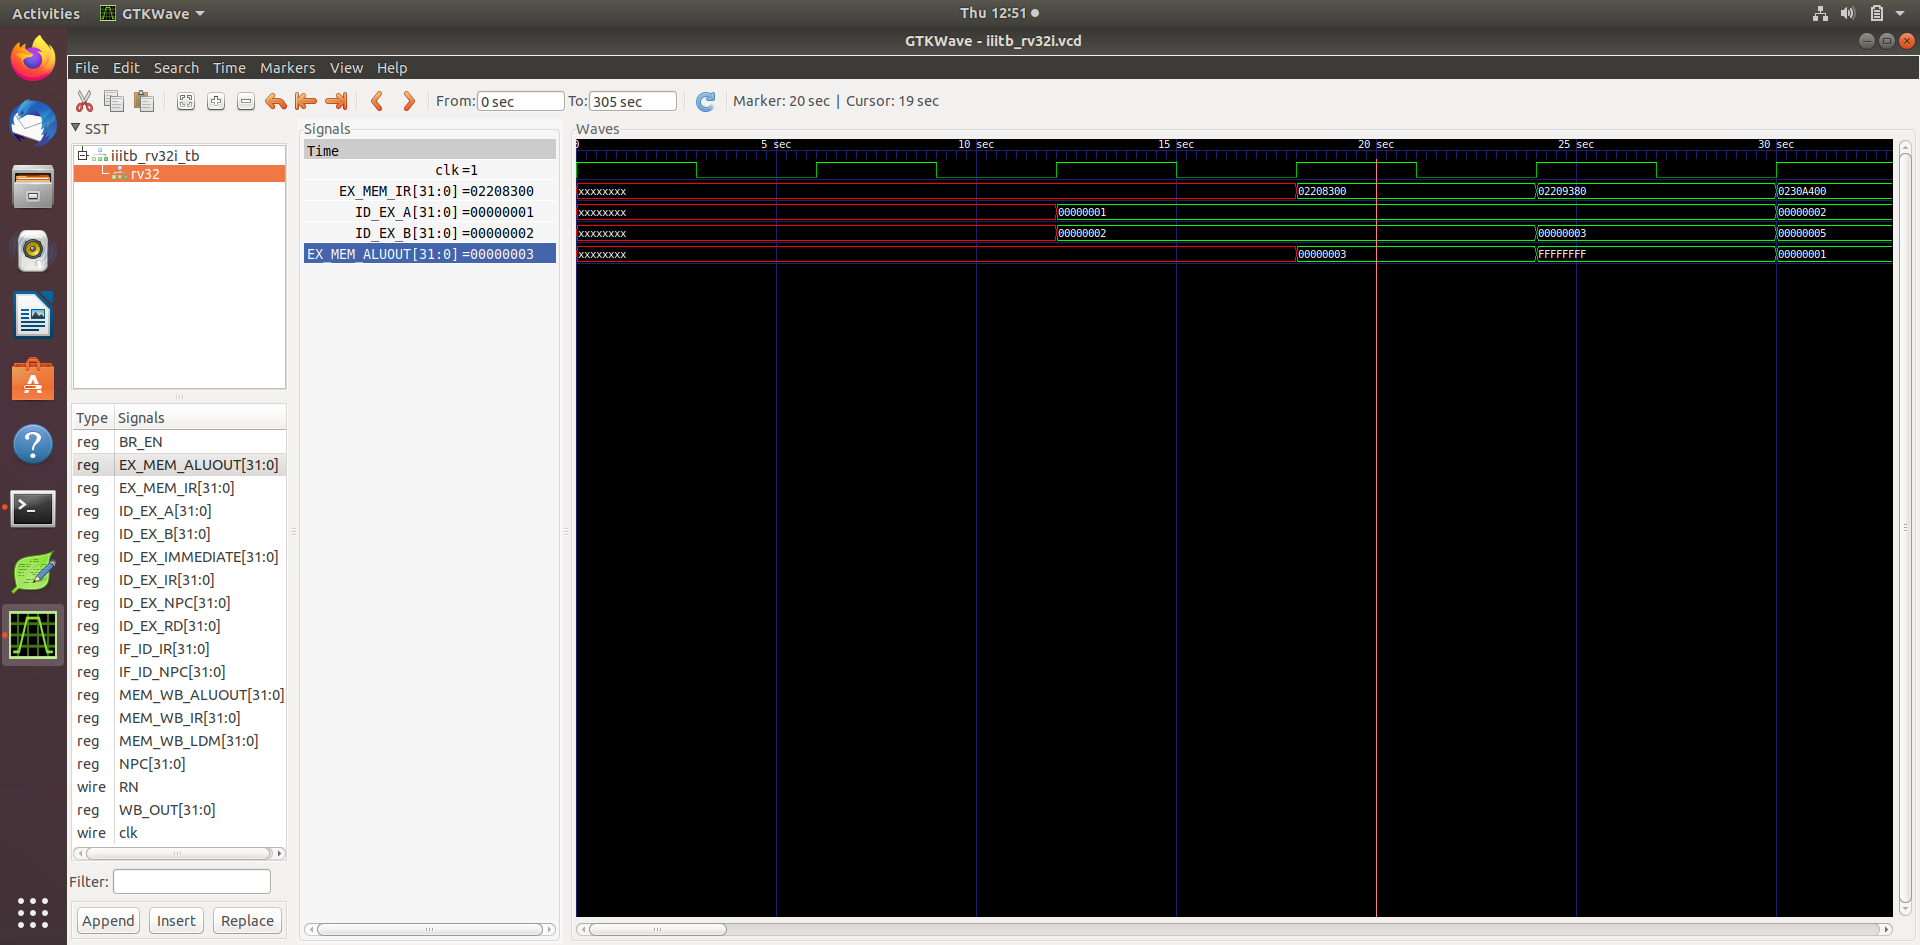 Activities GTKWave Thu 12:51
GTKWave - iiitb_rv32i.vcd
File Edit Search Time Markers View Help
From: 0 sec To: 305 sec Marker: 20 sec | Cursor: 19 sec
SST
iiitb_rv32i_tb
rv32
Type Signals
reg BR_EN
reg EX_MEM_ALUOUT[31:0]
reg EX_MEM_IR[31:0]
reg ID_EX_A[31:0]
reg ID_EX_B[31:0]
reg ID_EX_IMMEDIATE[31:0]
reg ID_EX_IR[31:0]
reg ID_EX_NPC[31:0]
reg ID_EX_RD[31:0]
reg IF_ID_IR[31:0]
reg IF_ID_NPC[31:0]
reg MEM_WB_ALUOUT[31:0]
reg MEM_WB_IR[31:0]
reg MEM_WB_LDM[31:0]
reg NPC[31:0]
wire RN
reg WB_OUT[31:0]
wire clk
Filter:
Append Insert Replace
Signals
Time
clk =1
EX_MEM_IR[31:0] =02208300
ID_EX_A[31:0] =00000001
ID_EX_B[31:0] =00000002
EX_MEM_ALUOUT[31:0] =00000003
Waves
0 5 sec 10 sec 15 sec 20 sec 25 sec 30 sec
xxxxxxxx 02208300 02209380 0230A400
xxxxxxxx 00000001 00000002
xxxxxxxx 00000002 00000003 00000005
xxxxxxxx 00000003 FFFFFFFF 00000001